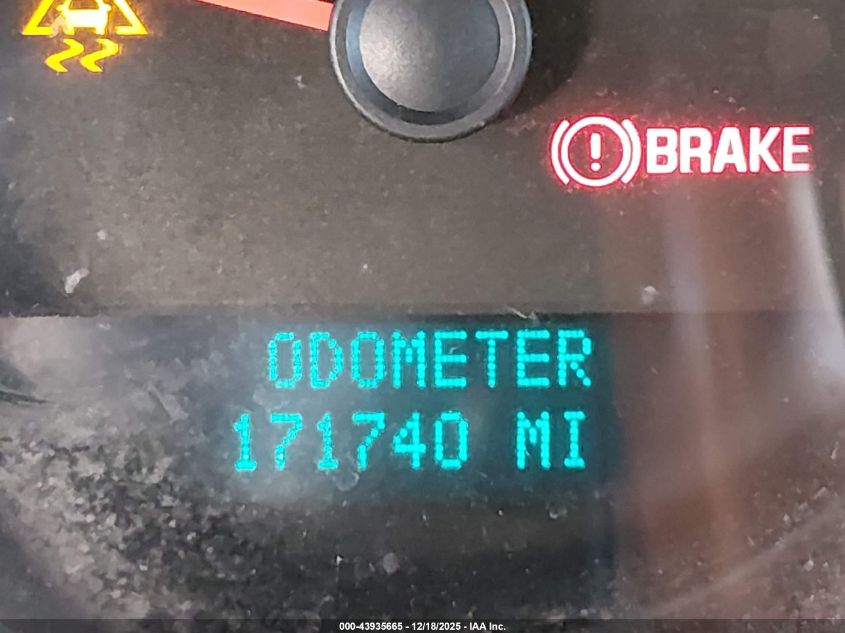 BRAKE
ODOMETER
171740 MI
000-43935665 - 12/18/2025 - IAA Inc.